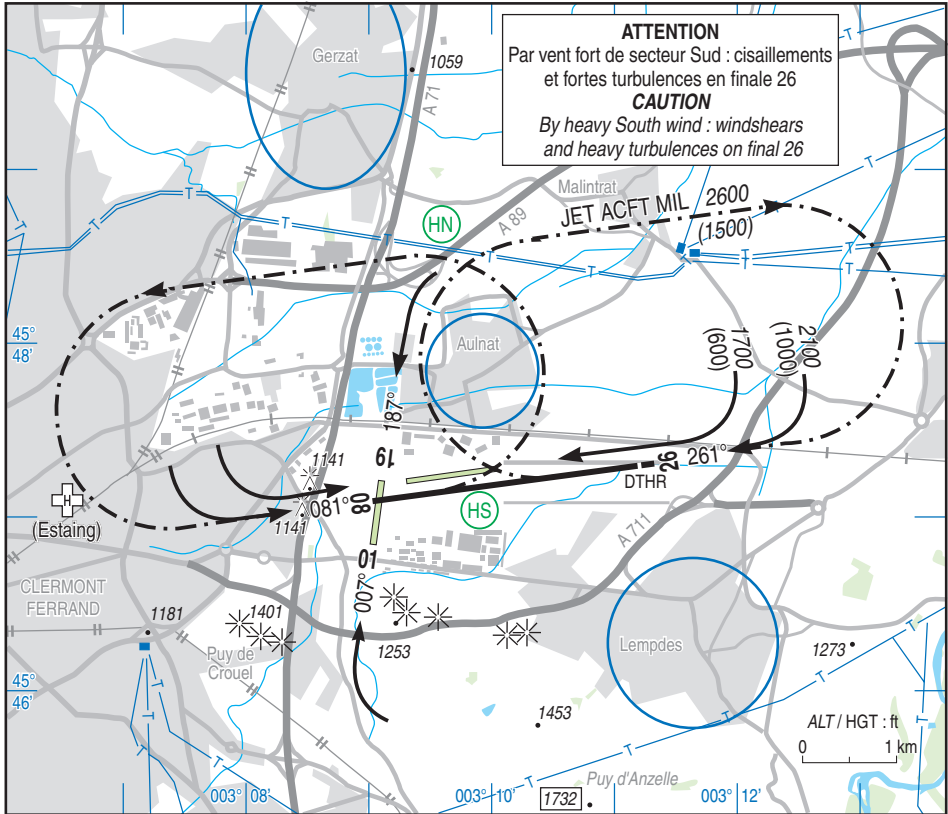 ATTENTION
Par vent fort de secteur Sud : cisaillements
et fortes turbulences en finale 26
CAUTION
By heavy South wind : windshears
and heavy turbulences on final 26
Gerzat
1059
A 71
Malintrat
JET ACFT MIL 2600
(1500)
HN
A 89
T
T
T
T
T
T
T
T
T
T
45°
48'
Aulnat
1700
(600)
2100
(1000)
187°
19
1141
26
261°
DTHR
081°
08
1141
HS
H
(Estaing)
A 711
01
007°
CLERMONT
FERRAND
1181
1401
1253
Puy de
Crouel
Lempdes
1273
45°
46'
1453
T
T
T
T
T
T
T
ALT / HGT : ft
0
1 km
Puy d'Anzelle
1732
003° 08'
003° 10'
003° 12'